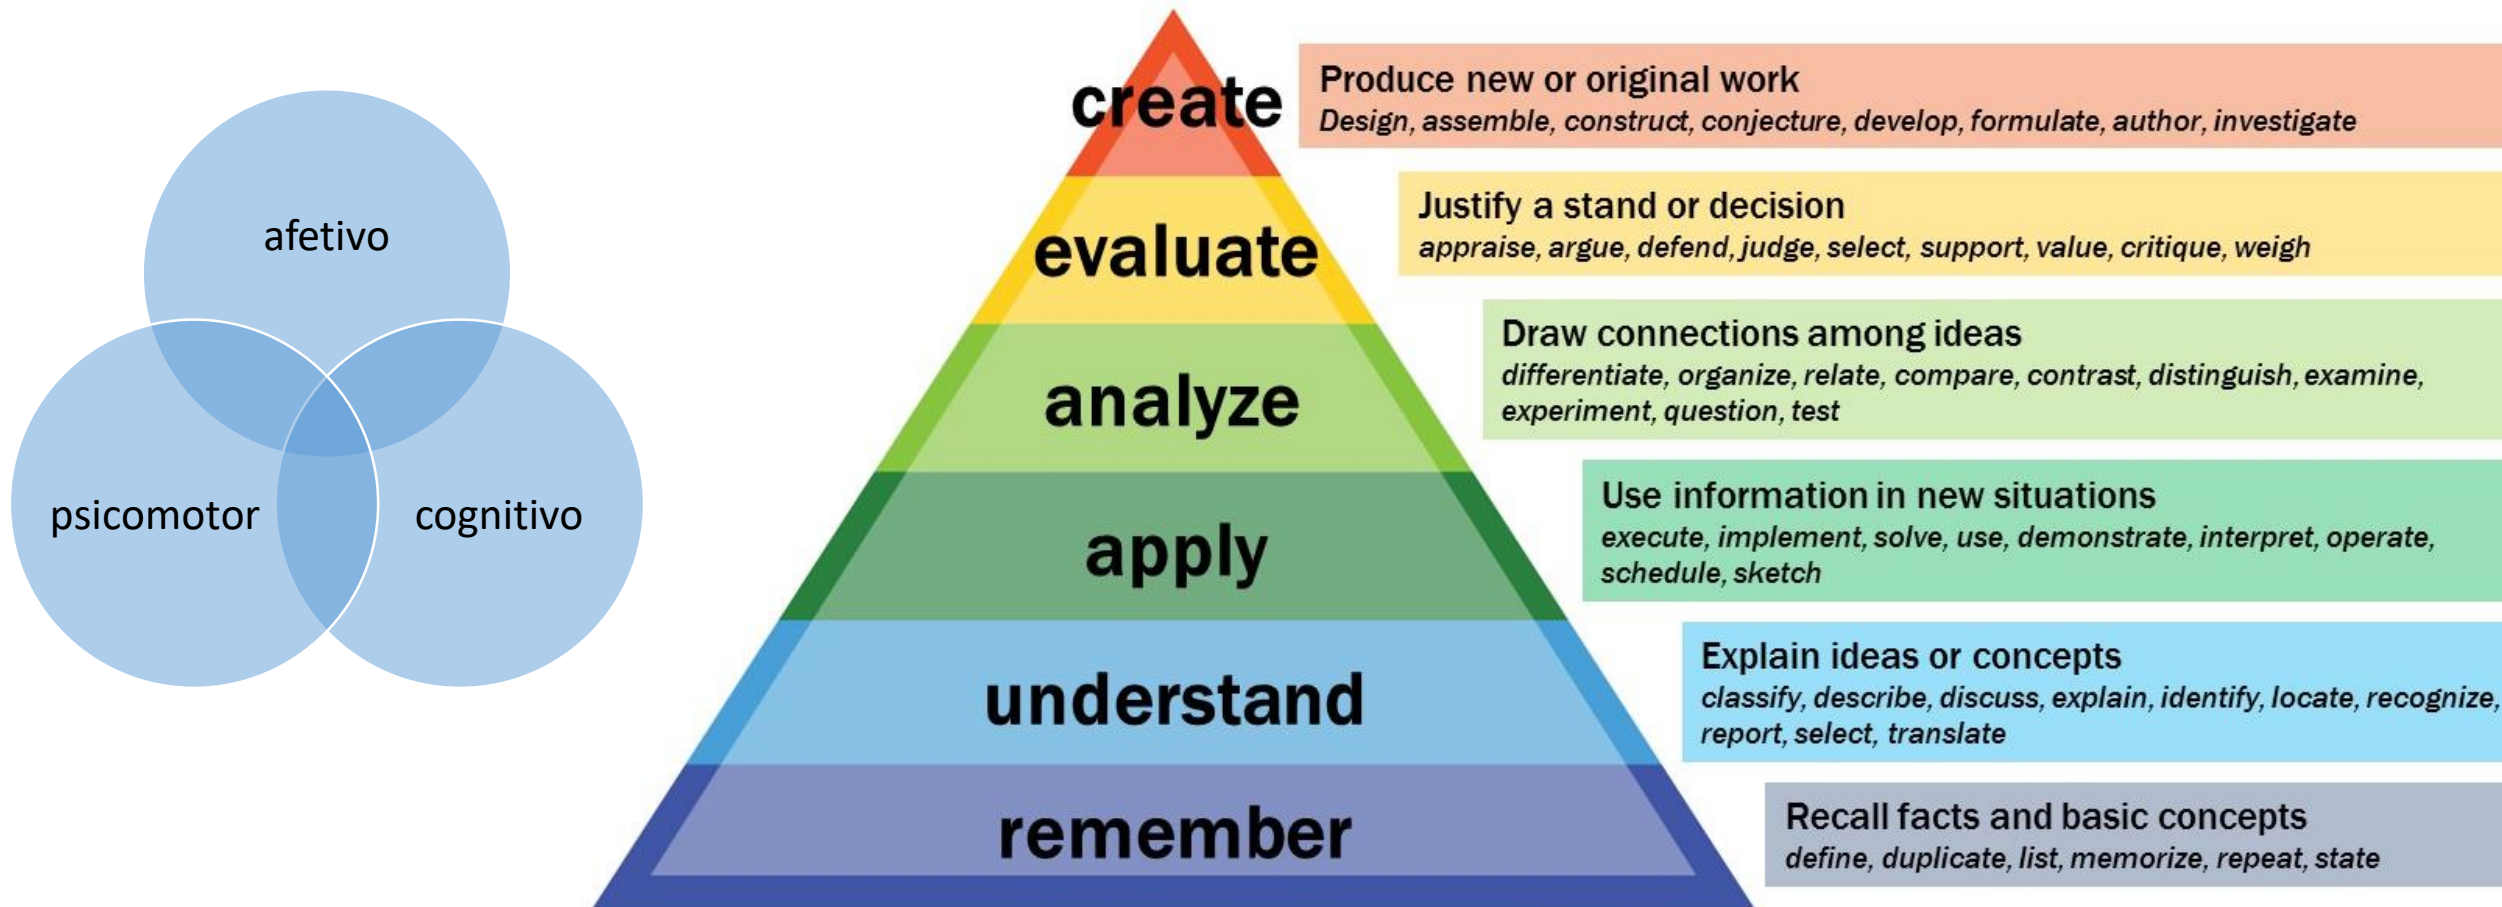 afetivo
psicomotor
cognitivo
create
Produce new or original work
Design, assemble, construct, conjecture, develop, formulate, author, investigate
evaluate
Justify a stand or decision
appraise, argue, defend, judge, select, support, value, critique, weigh
analyze
Draw connections among ideas
differentiate, organize, relate, compare, contrast, distinguish, examine,
experiment, question, test
apply
Use information in new situations
execute, implement, solve, use, demonstrate, interpret, operate,
schedule, sketch
understand
Explain ideas or concepts
classify, describe, discuss, explain, identify, locate, recognize,
report, select, translate
remember
Recall facts and basic concepts
define, duplicate, list, memorize, repeat, state